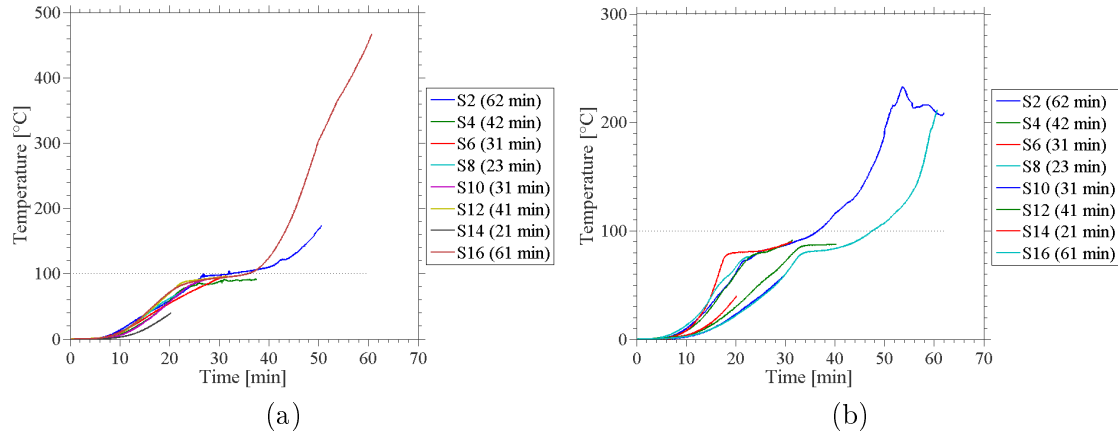 500
400
300
200
100
0
Temperature [°C]
0 10 20 30 40 50 60 70
Time [min]
S2 (62 min)
S4 (42 min)
S6 (31 min)
S8 (23 min)
S10 (31 min)
S12 (41 min)
S14 (21 min)
S16 (61 min)
(a)
300
200
100
0
Temperature [°C]
0 10 20 30 40 50 60 70
Time [min]
S2 (62 min)
S4 (42 min)
S6 (31 min)
S8 (23 min)
S10 (31 min)
S12 (41 min)
S14 (21 min)
S16 (61 min)
(b)